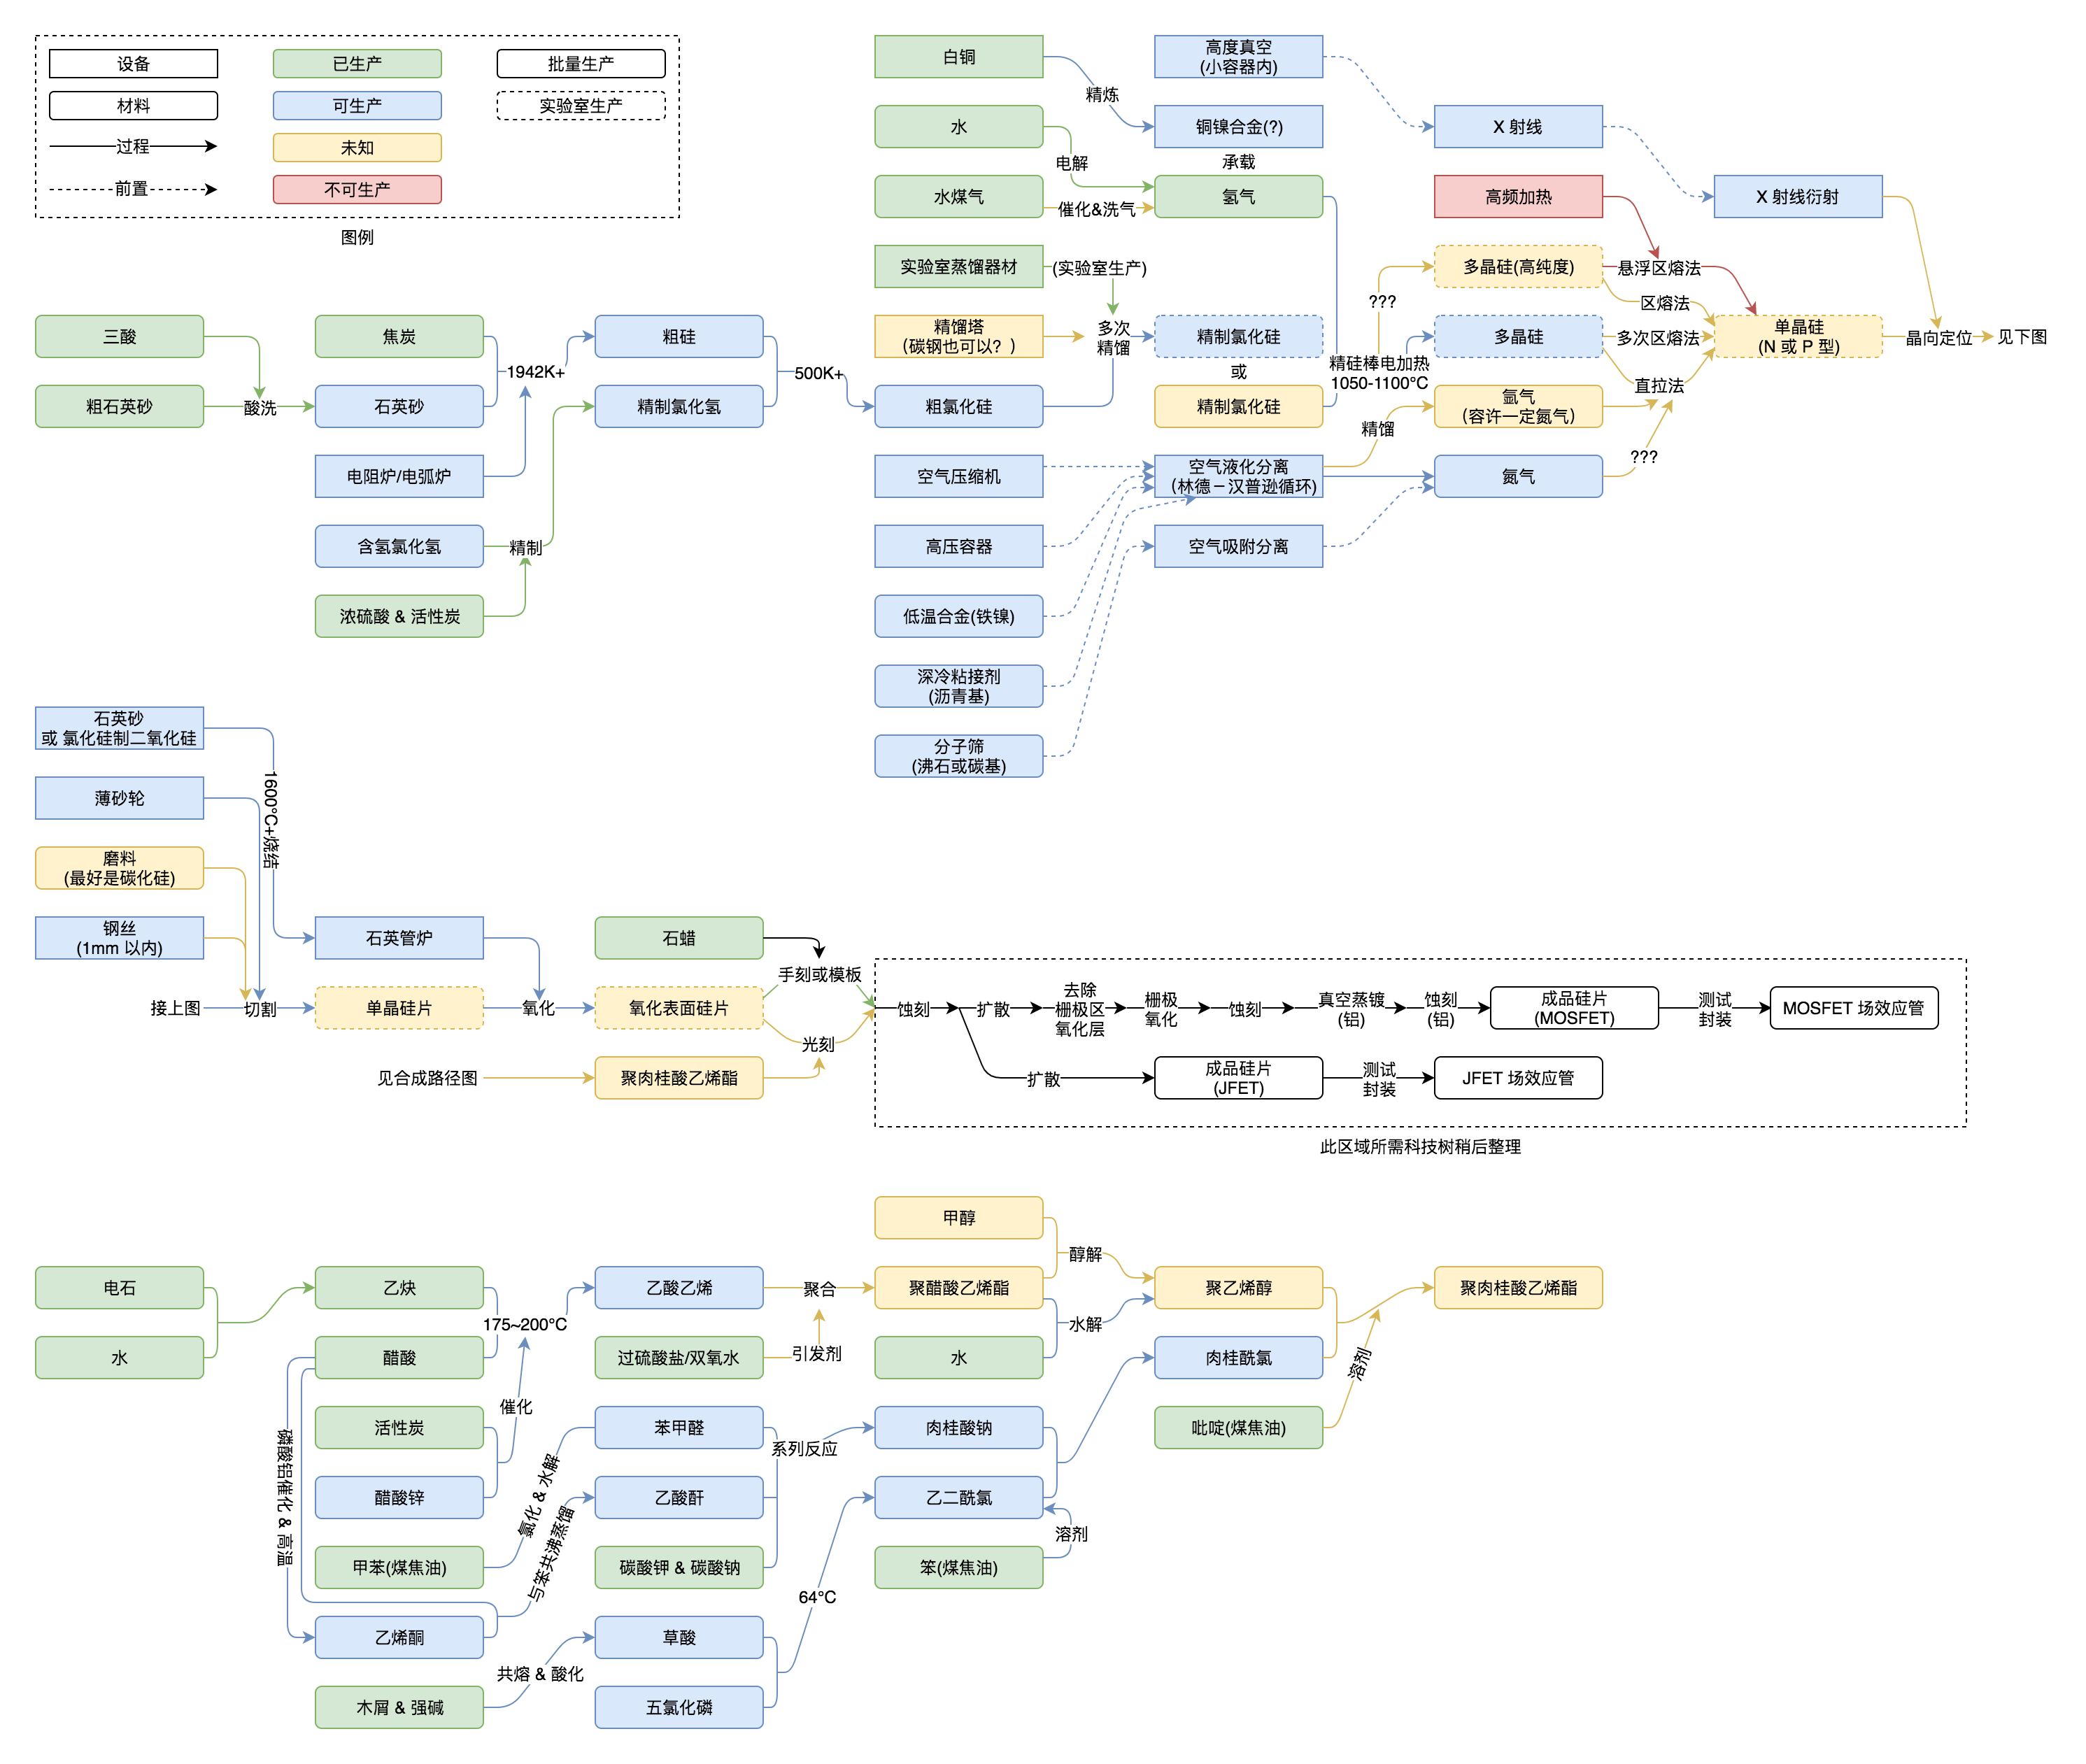 设备
已生产
批量生产
材料
可生产
实验室生产
过程
未知
前置
不可生产
图例
白铜
高度真空
(小容器内)
精炼
水
铜镍合金(?)
X 射线
电解
承载
水煤气
催化&洗气
氢气
高频加热
X 射线衍射
实验室蒸馏器材
(实验室生产)
多晶硅(高纯度)
悬浮区熔法
???
区熔法
三酸
焦炭
粗硅
精馏塔
（碳钢也可以？）
多次
精馏
精制氯化硅
多晶硅
多次区熔法
单晶硅
(N 或 P 型)
晶向定位
见下图
1942K+
500K+
或
精硅棒电加热
1050-1100°C
直拉法
粗石英砂
酸洗
石英砂
精制氯化氢
粗氯化硅
精制氯化硅
氩气
（容许一定氮气）
精馏
电阻炉/电弧炉
空气压缩机
空气液化分离
（林德－汉普逊循环）
氮气
???
含氢氯化氢
精制
高压容器
空气吸附分离
浓硫酸 & 活性炭
低温合金(铁镍)
深冷粘接剂
(沥青基)
分子筛
(沸石或碳基)
石英砂
或 氯化硅制二氧化硅
薄砂轮
1600°C+烧结
磨料
(最好是碳化硅)
钢丝
(1mm 以内)
石英管炉
石蜡
手刻或模板
接上图
切割
单晶硅片
氧化
氧化表面硅片
光刻
见合成路径图
聚肉桂酸乙烯酯
蚀刻
扩散
去除
栅极区
氧化层
栅极
氧化
蚀刻
真空蒸镀
(铝)
蚀刻
(铝)
成品硅片
(MOSFET)
测试
封装
MOSFET 场效应管
扩散
成品硅片
(JFET)
测试
封装
JFET 场效应管
此区域所需科技树稍后整理
甲醇
醇解
电石
乙炔
乙酸乙烯
聚合
聚醋酸乙烯酯
聚乙烯醇
聚肉桂酸乙烯酯
175~200°C
水解
水
醋酸
过硫酸盐/双氧水
引发剂
水
肉桂酰氯
溶剂
催化
活性炭
苯甲醛
系列反应
肉桂酸钠
吡啶(煤焦油)
磷酸铝催化 & 高温
氯化 & 水解
醋酸锌
乙酸酐
乙二酰氯
与苯共沸蒸馏
溶剂
甲苯(煤焦油)
碳酸钾 & 碳酸钠
笨(煤焦油)
64°C
乙烯酮
草酸
共熔 & 酸化
木屑 & 强碱
五氯化磷